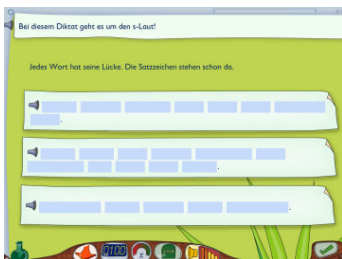 Bei diesem Diktat geht es um den s-Laut!
Jedes Wort hat seine Lücke. Die Satzzeichen stehen schon da.
.
.
.